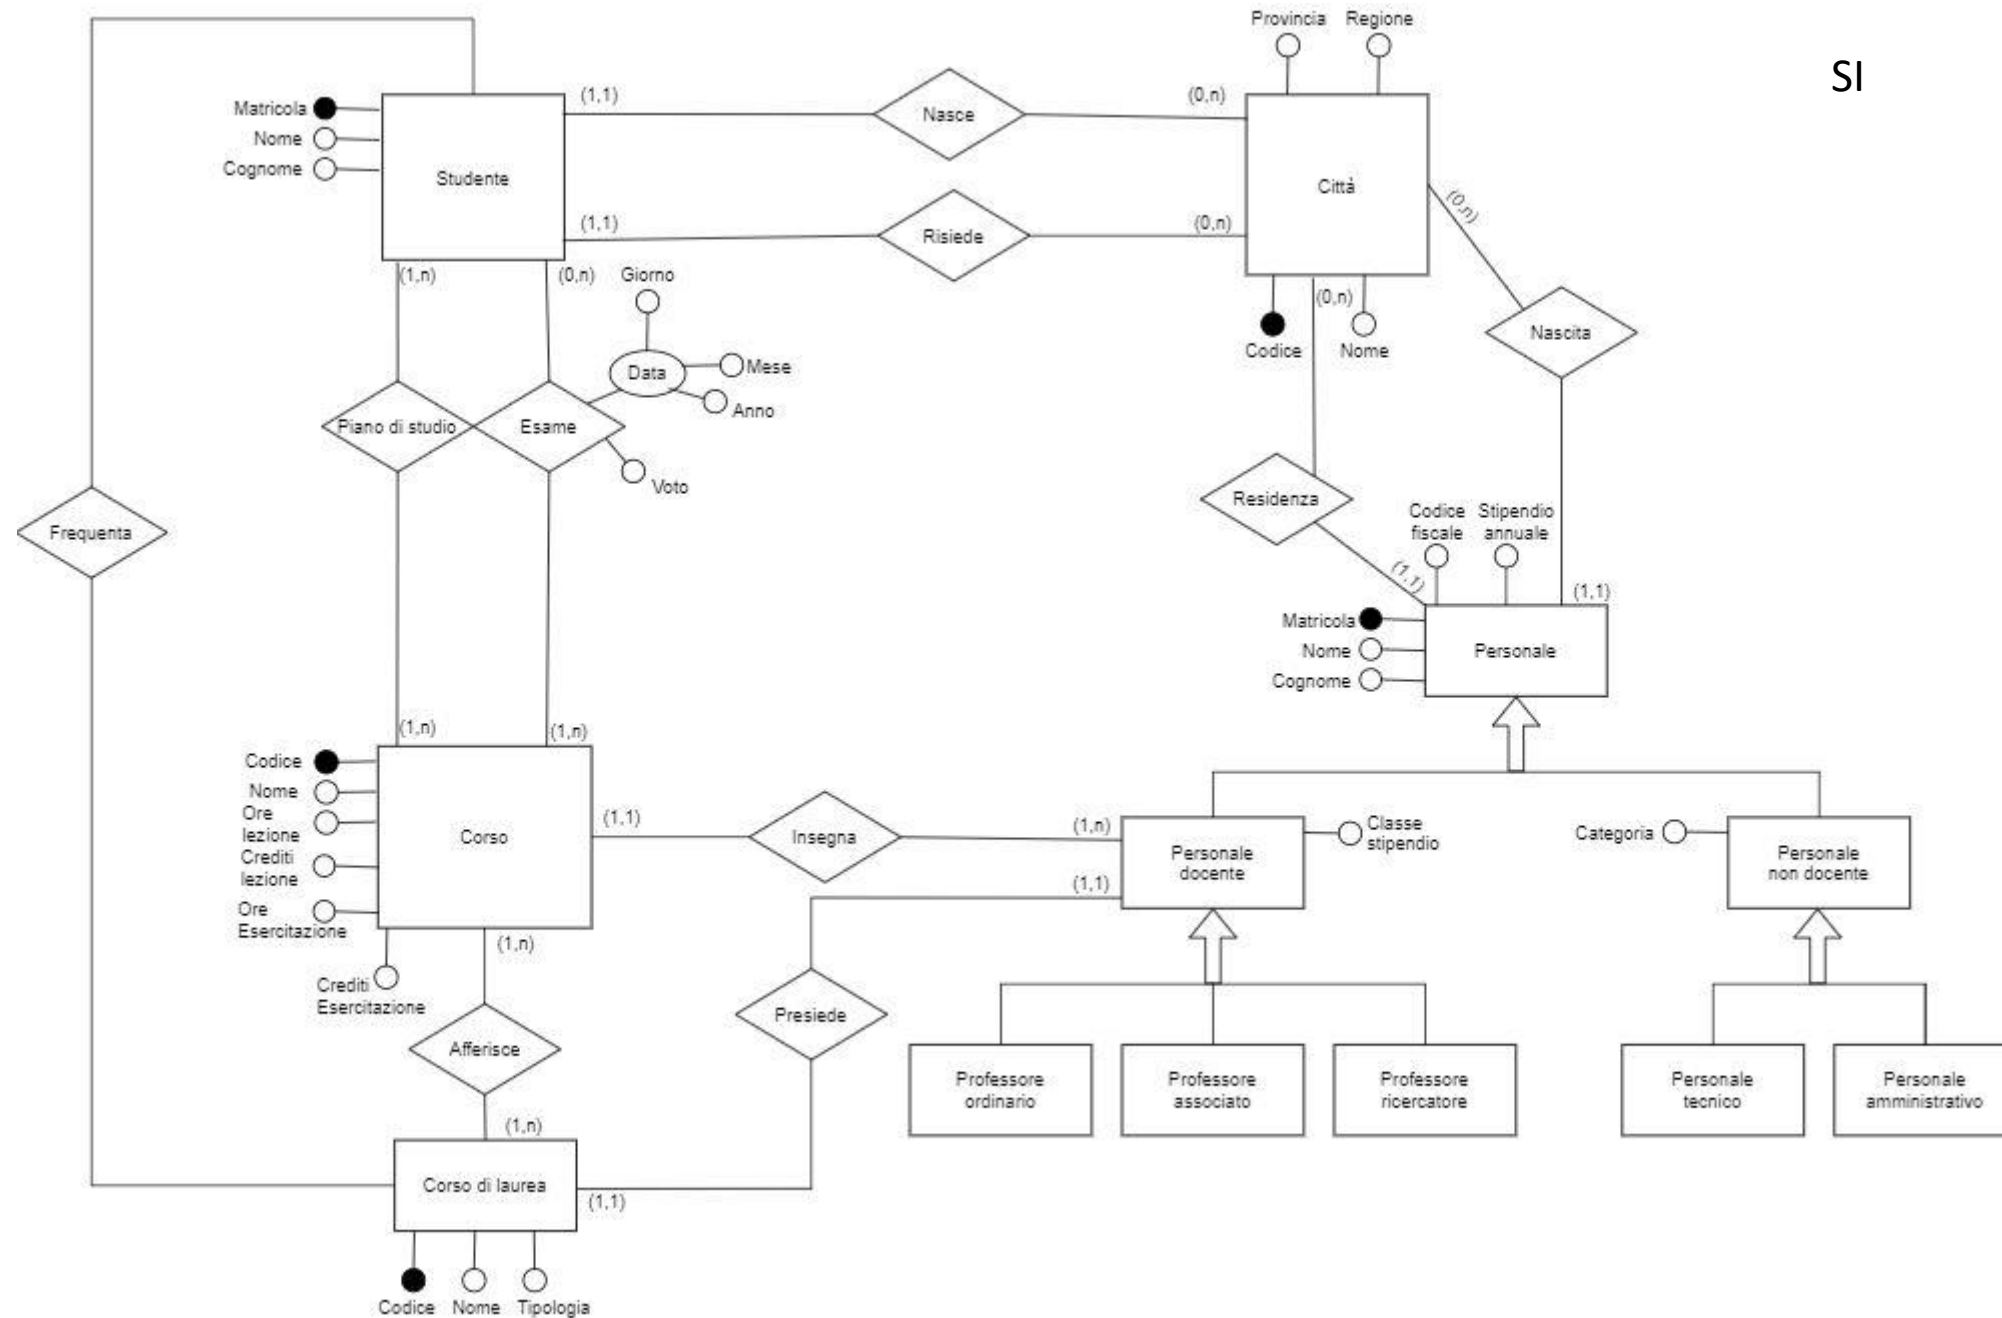 Provincia Regione
SI
(1,1)
(0,n)
Matricola
Nome
Cognome
Nasce
Studente
Città
(1,1)
(0,n)
(0,n)
Risiede
(1,n)
(0,n)
Giorno
(0,n)
Codice
Nome
Nascita
Data
Mese
Anno
Piano di studio
Esame
Voto
Residenza
Frequenta
Codice
fiscale
Stipendio
annuale
(1,1)
(1,1)
Matricola
Nome
Cognome
Personale
(1,n)
(1,n)
Codice
Nome
Ore
lezione
Crediti
lezione
Ore
Esercitazione
Crediti
Esercitazione
Corso
(1,1)
Insegna
(1,n)
(1,1)
Personale
docente
Classe
stipendio
Categoria
Personale
non docente
(1,n)
Afferisce
Presiede
Professore
ordinario
Professore
associato
Professore
ricercatore
Personale
tecnico
Personale
amministrativo
(1,n)
Corso di laurea
(1,1)
Codice Nome Tipologia